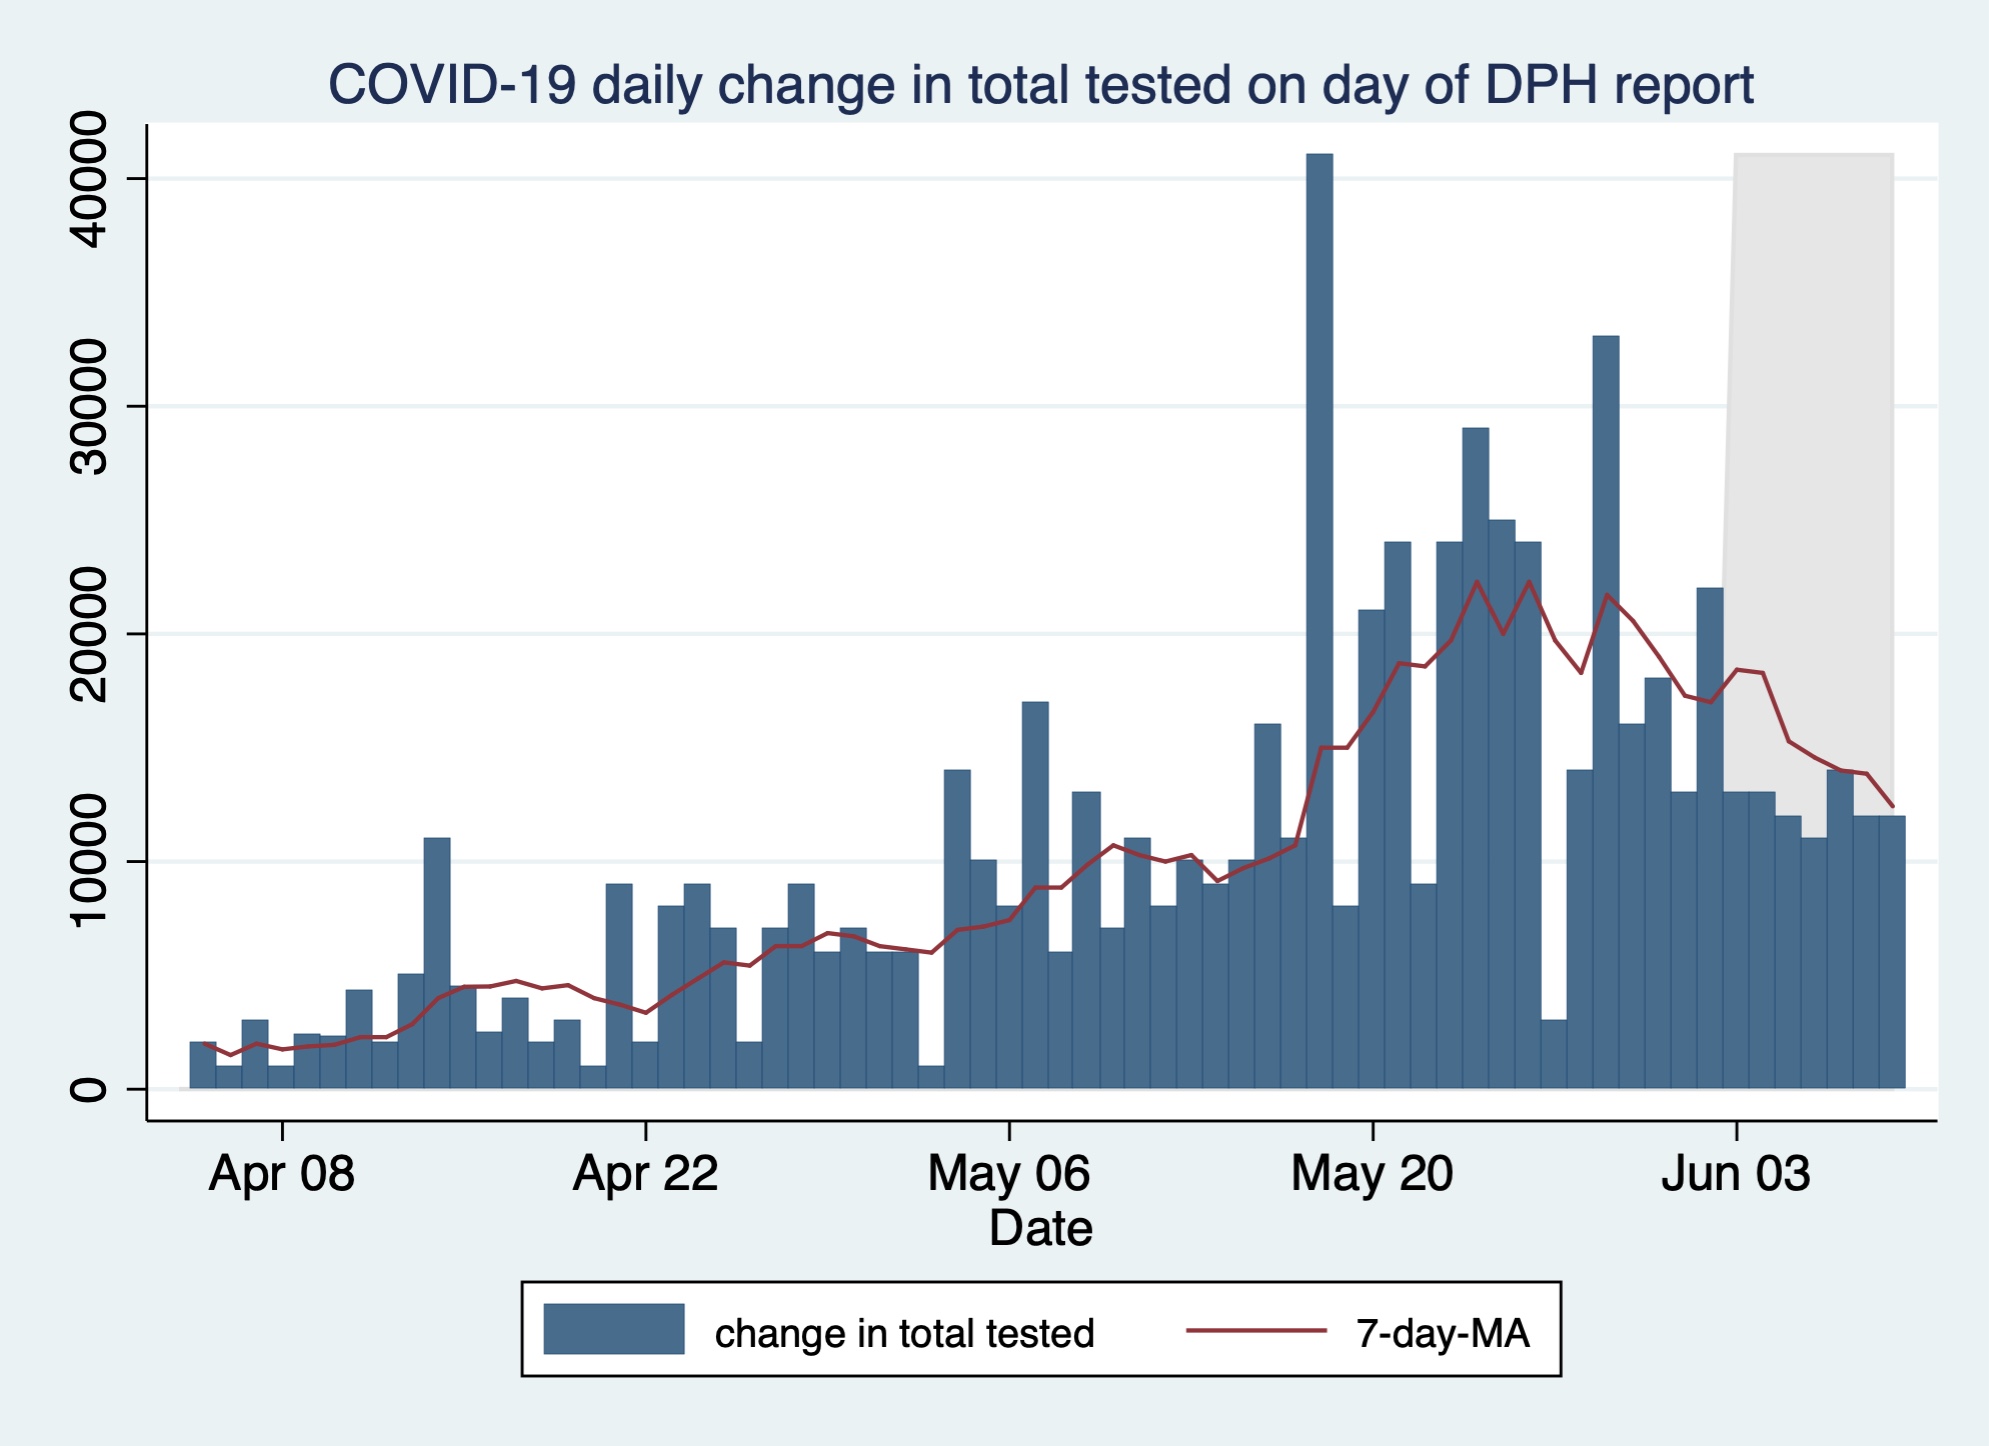 COVID-19 daily change in total tested on day of DPH report
40000
30000
20000
10000
0
Apr 08
Apr 22
May 06
May 20
Jun 03
Date
change in total tested
7-day-MA